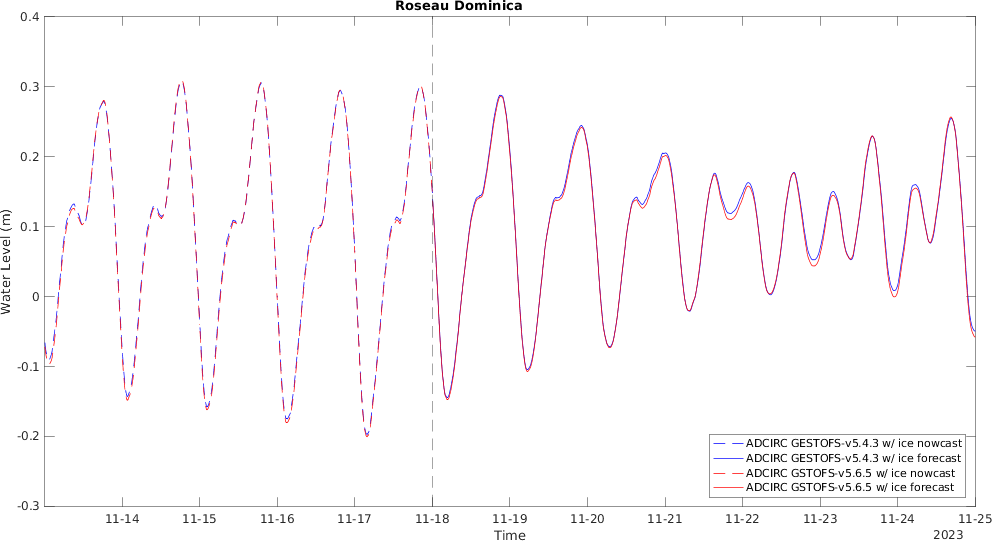 Roseau Dominica
0.4
0.3
0.2
0.1
0
-0.1
-0.2
-0.3
Water Level (m)
ADCIRC GESTOFS-v5.4.3 w/ ice nowcast
ADCIRC GESTOFS-v5.4.3 w/ ice forecast
ADCIRC GSTOFS-v5.6.5 w/ ice nowcast
ADCIRC GSTOFS-v5.6.5 w/ ice forecast
11-14 11-15 11-16 11-17 11-18 11-19 11-20 11-21 11-22 11-23 11-24 11-25
Time
2023